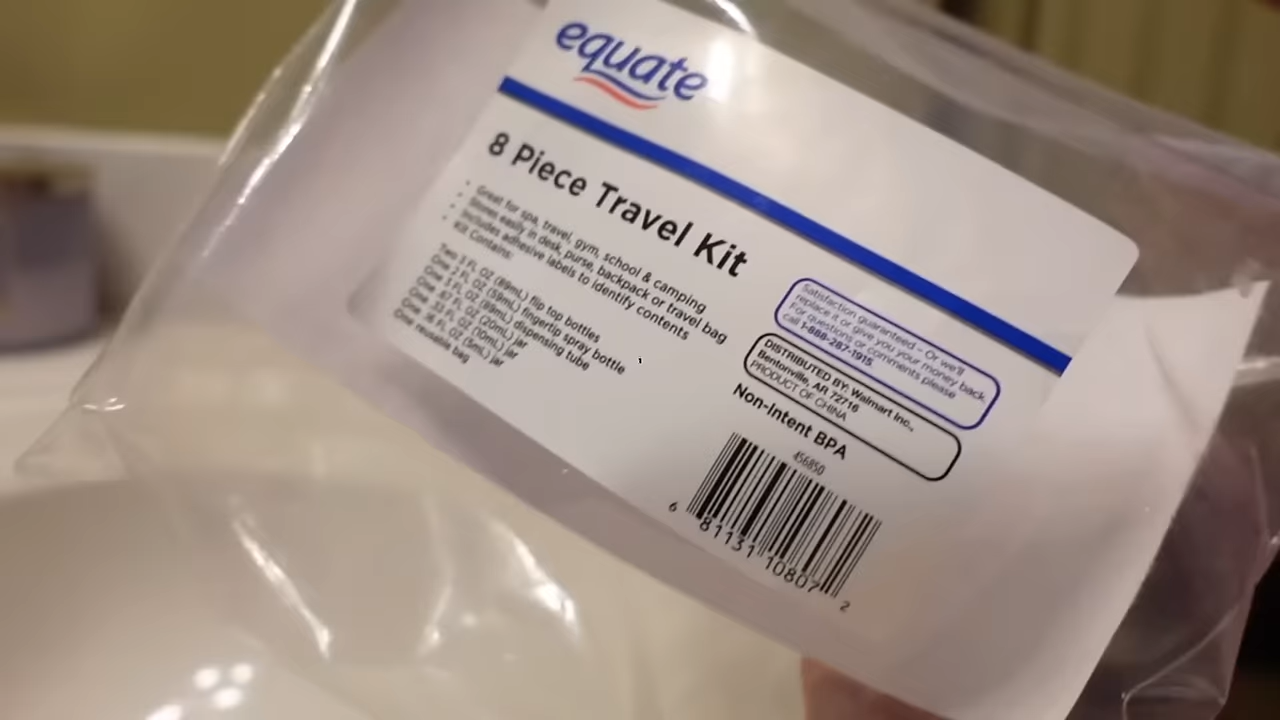 equate
8 Piece Travel Kit
• Great for spa, travel, gym, school & camping
• Stores easily in desk, purse, backpack or travel bag
• Includes adhesive labels to identify contents
Kit Contains:
Two 3 FL OZ (89mL) flip top bottles
One 2 FL OZ (59mL) fingertip spray bottle
One 3 FL OZ (89mL) dispensing tube
One .67 FL OZ (20mL) jar
One .33 FL OZ (10mL) jar
One .16 FL OZ (5mL) jar
One reusable bag
Satisfaction guaranteed – Or we'll
replace it or give you your money back.
For questions or comments please
call 1-888-287-1915.
DISTRIBUTED BY: Walmart Inc.,
Bentonville, AR 72716
PRODUCT OF CHINA
Non-Intent BPA
456850
6 81131 10807 2